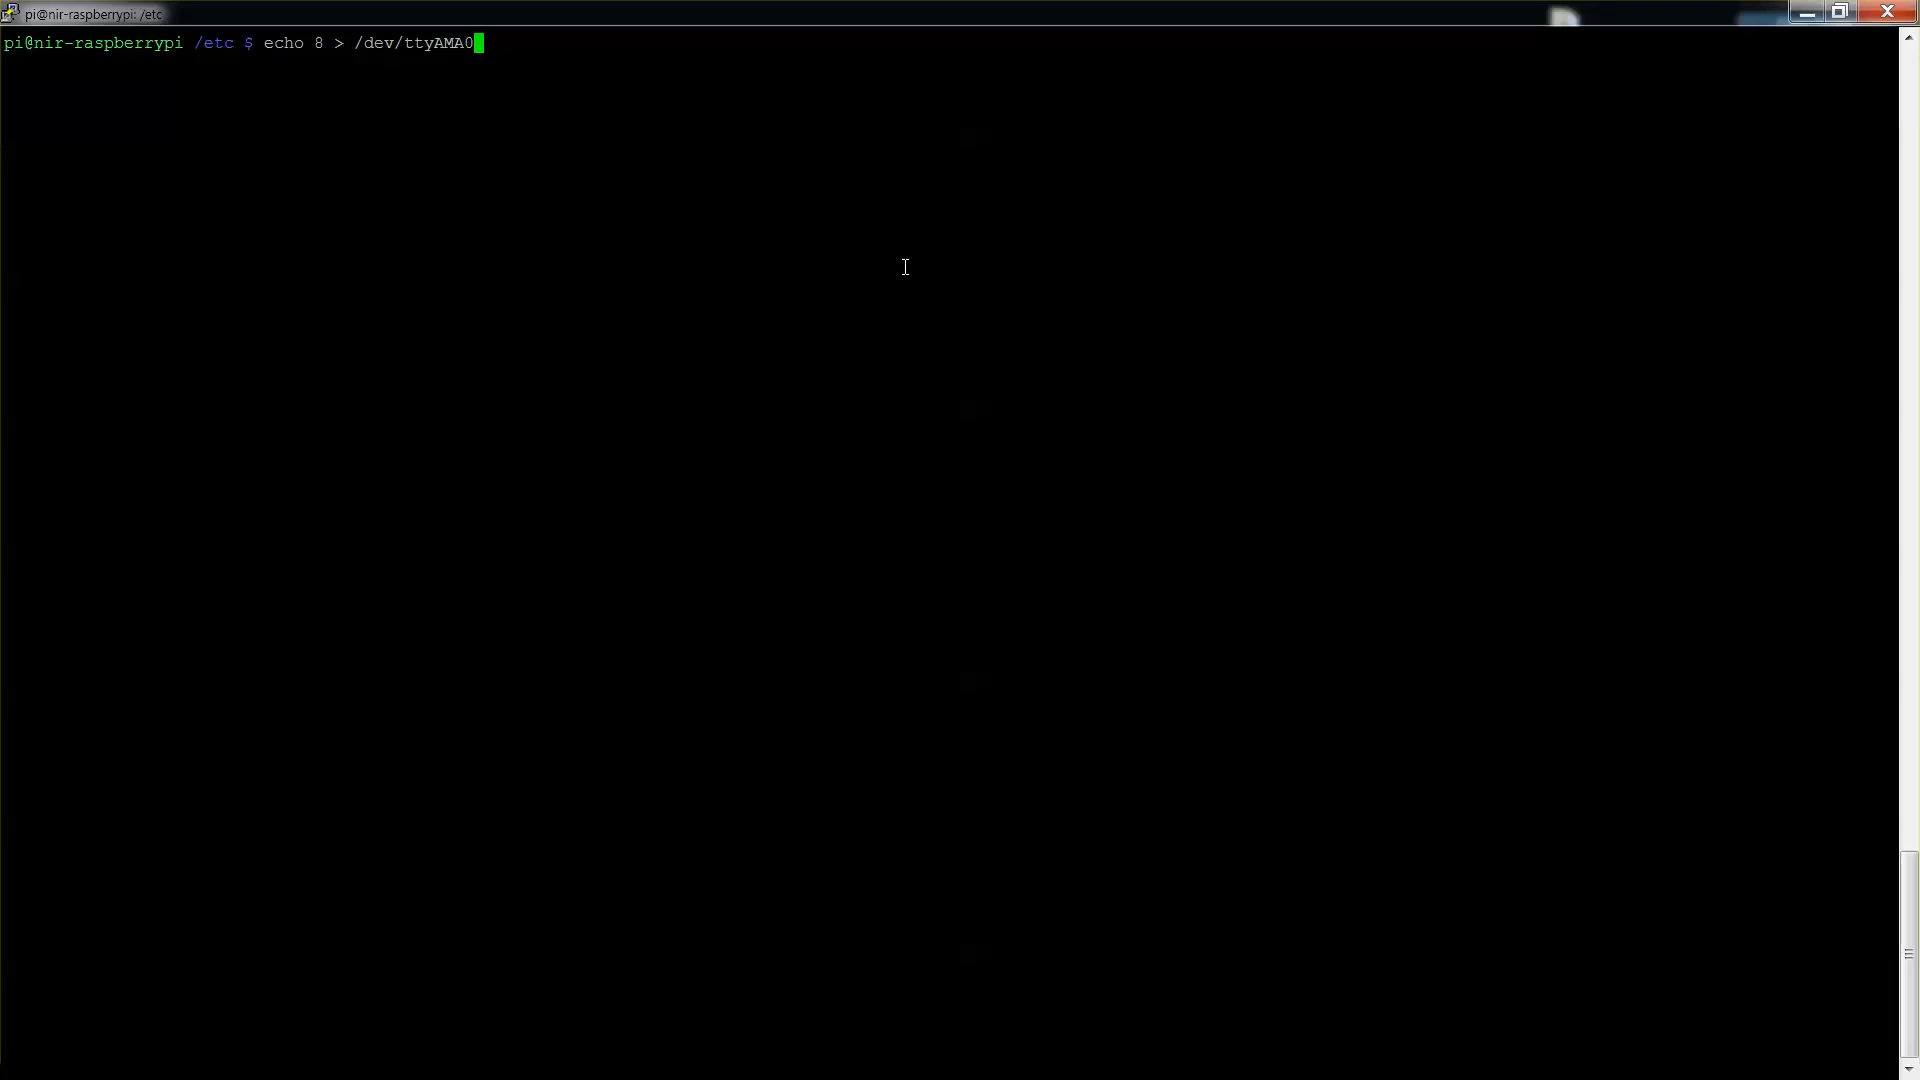 pi@nir-raspberrypi: /etc
pi@nir-raspberrypi /etc $ echo 8 > /dev/ttyAMA0